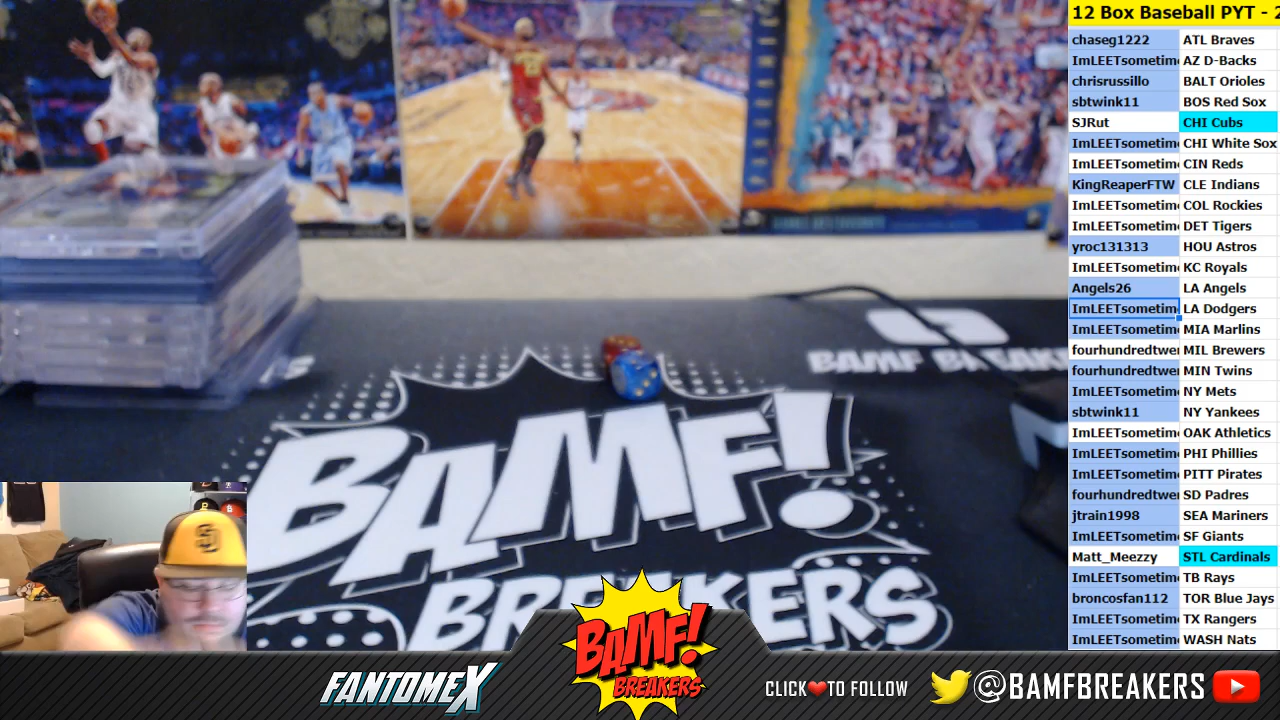 12 Box Baseball PYT - 2
chaseg1222 ATL Braves
ImLEETsometim AZ D-Backs
chrisrussillo BALT Orioles
sbtwink11 BOS Red Sox
SJRut CHI Cubs
ImLEETsometim CHI White Sox
ImLEETsometim CIN Reds
KingReaperFTW CLE Indians
ImLEETsometim COL Rockies
ImLEETsometim DET Tigers
yroc131313 HOU Astros
ImLEETsometim KC Royals
Angels26 LA Angels
ImLEETsometim LA Dodgers
ImLEETsometim MIA Marlins
fourhundredtwe MIL Brewers
fourhundredtwe MIN Twins
ImLEETsometim NY Mets
sbtwink11 NY Yankees
ImLEETsometim OAK Athletics
ImLEETsometim PHI Phillies
ImLEETsometim PITT Pirates
fourhundredtwe SD Padres
jtrain1998 SEA Mariners
ImLEETsometim SF Giants
Matt_Meezzy STL Cardinals
ImLEETsometim TB Rays
broncosfan112 TOR Blue Jays
ImLEETsometim TX Rangers
ImLEETsometim WASH Nats
BAMF BREAKE
BAMF!
BREAKERS
SD
FANTOMEX
BAMF!
BREAKERS
CLICK❤TO FOLLOW
@BAMFBREAKERS